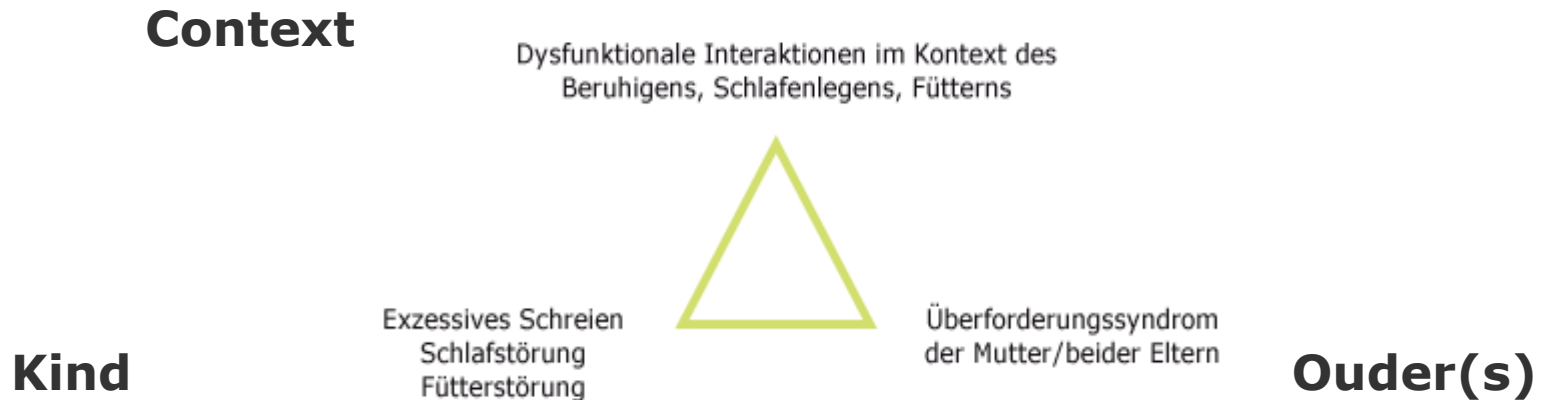 Context
Dysfunktionale Interaktionen im Kontext des
Beruhigens, Schlafenlegens, Fütterns
Exzessives Schreien
Schlafstörung
Fütterstörung
Kind
Überforderungssyndrom
der Mutter/beider Eltern
Ouder(s)